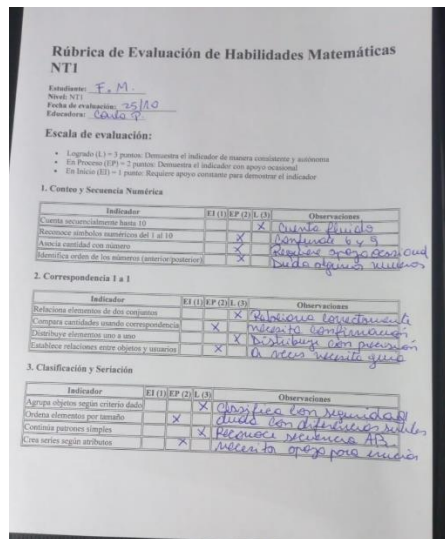 Rúbrica de Evaluación de Habilidades Matemáticas
NT1
Estudiante: F. M.
Nivel: NT1
Fecha de evaluación: 25/10
Educadora: Carla P.
Escala de evaluación:
• Logrado (L) = 3 puntos: Demuestra el indicador de manera consistente y autónoma
• En Proceso (EP) = 2 puntos: Demuestra el indicador con apoyo ocasional
• En Inicio (EI) = 1 punto: Requiere apoyo constante para demostrar el indicador
1. Conteo y Secuencia Numérica
Indicador EI (1) EP (2) L (3) Observaciones
Cuenta secuencialmente hasta 10 X Cuenta fluido
Reconoce símbolos numéricos del 1 al 10 X Confunde 6 y 9
Asocia cantidad con número X Requiere apoyo ocasional
Identifica orden de los números (anterior/posterior) X Duda algunos números
2. Correspondencia 1 a 1
Indicador EI (1) EP (2) L (3) Observaciones
Relaciona elementos de dos conjuntos X Relaciona correctamente
Compara cantidades usando correspondencia X necesita confirmación
Distribuye elementos uno a uno X Distribuye con precisión
Establece relaciones entre objetos y usuarios X A veces necesita guía
3. Clasificación y Seriación
Indicador EI (1) EP (2) L (3) Observaciones
Agrupa objetos según criterio dado X Clasifica con seguridad
Ordena elementos por tamaño X duda con diferencias sutiles
Continúa patrones simples X Reconoce secuencia AB
Crea series según atributos X necesita apoyo para